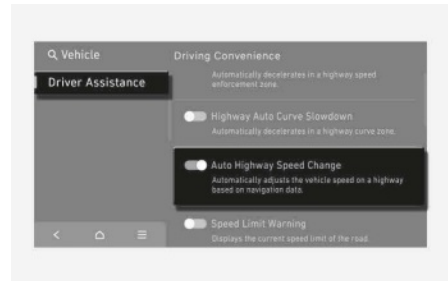 Vehicle
Driving Convenience
Driver Assistance
Automatically decelerates in a highway speed
enforcement zone.
Highway Auto Curve Slowdown
Automatically decelerates in a highway curve zone.
Auto Highway Speed Change
Automatically adjusts the vehicle speed on a highway
based on navigation data.
Speed Limit Warning
Displays the current speed limit of the road.